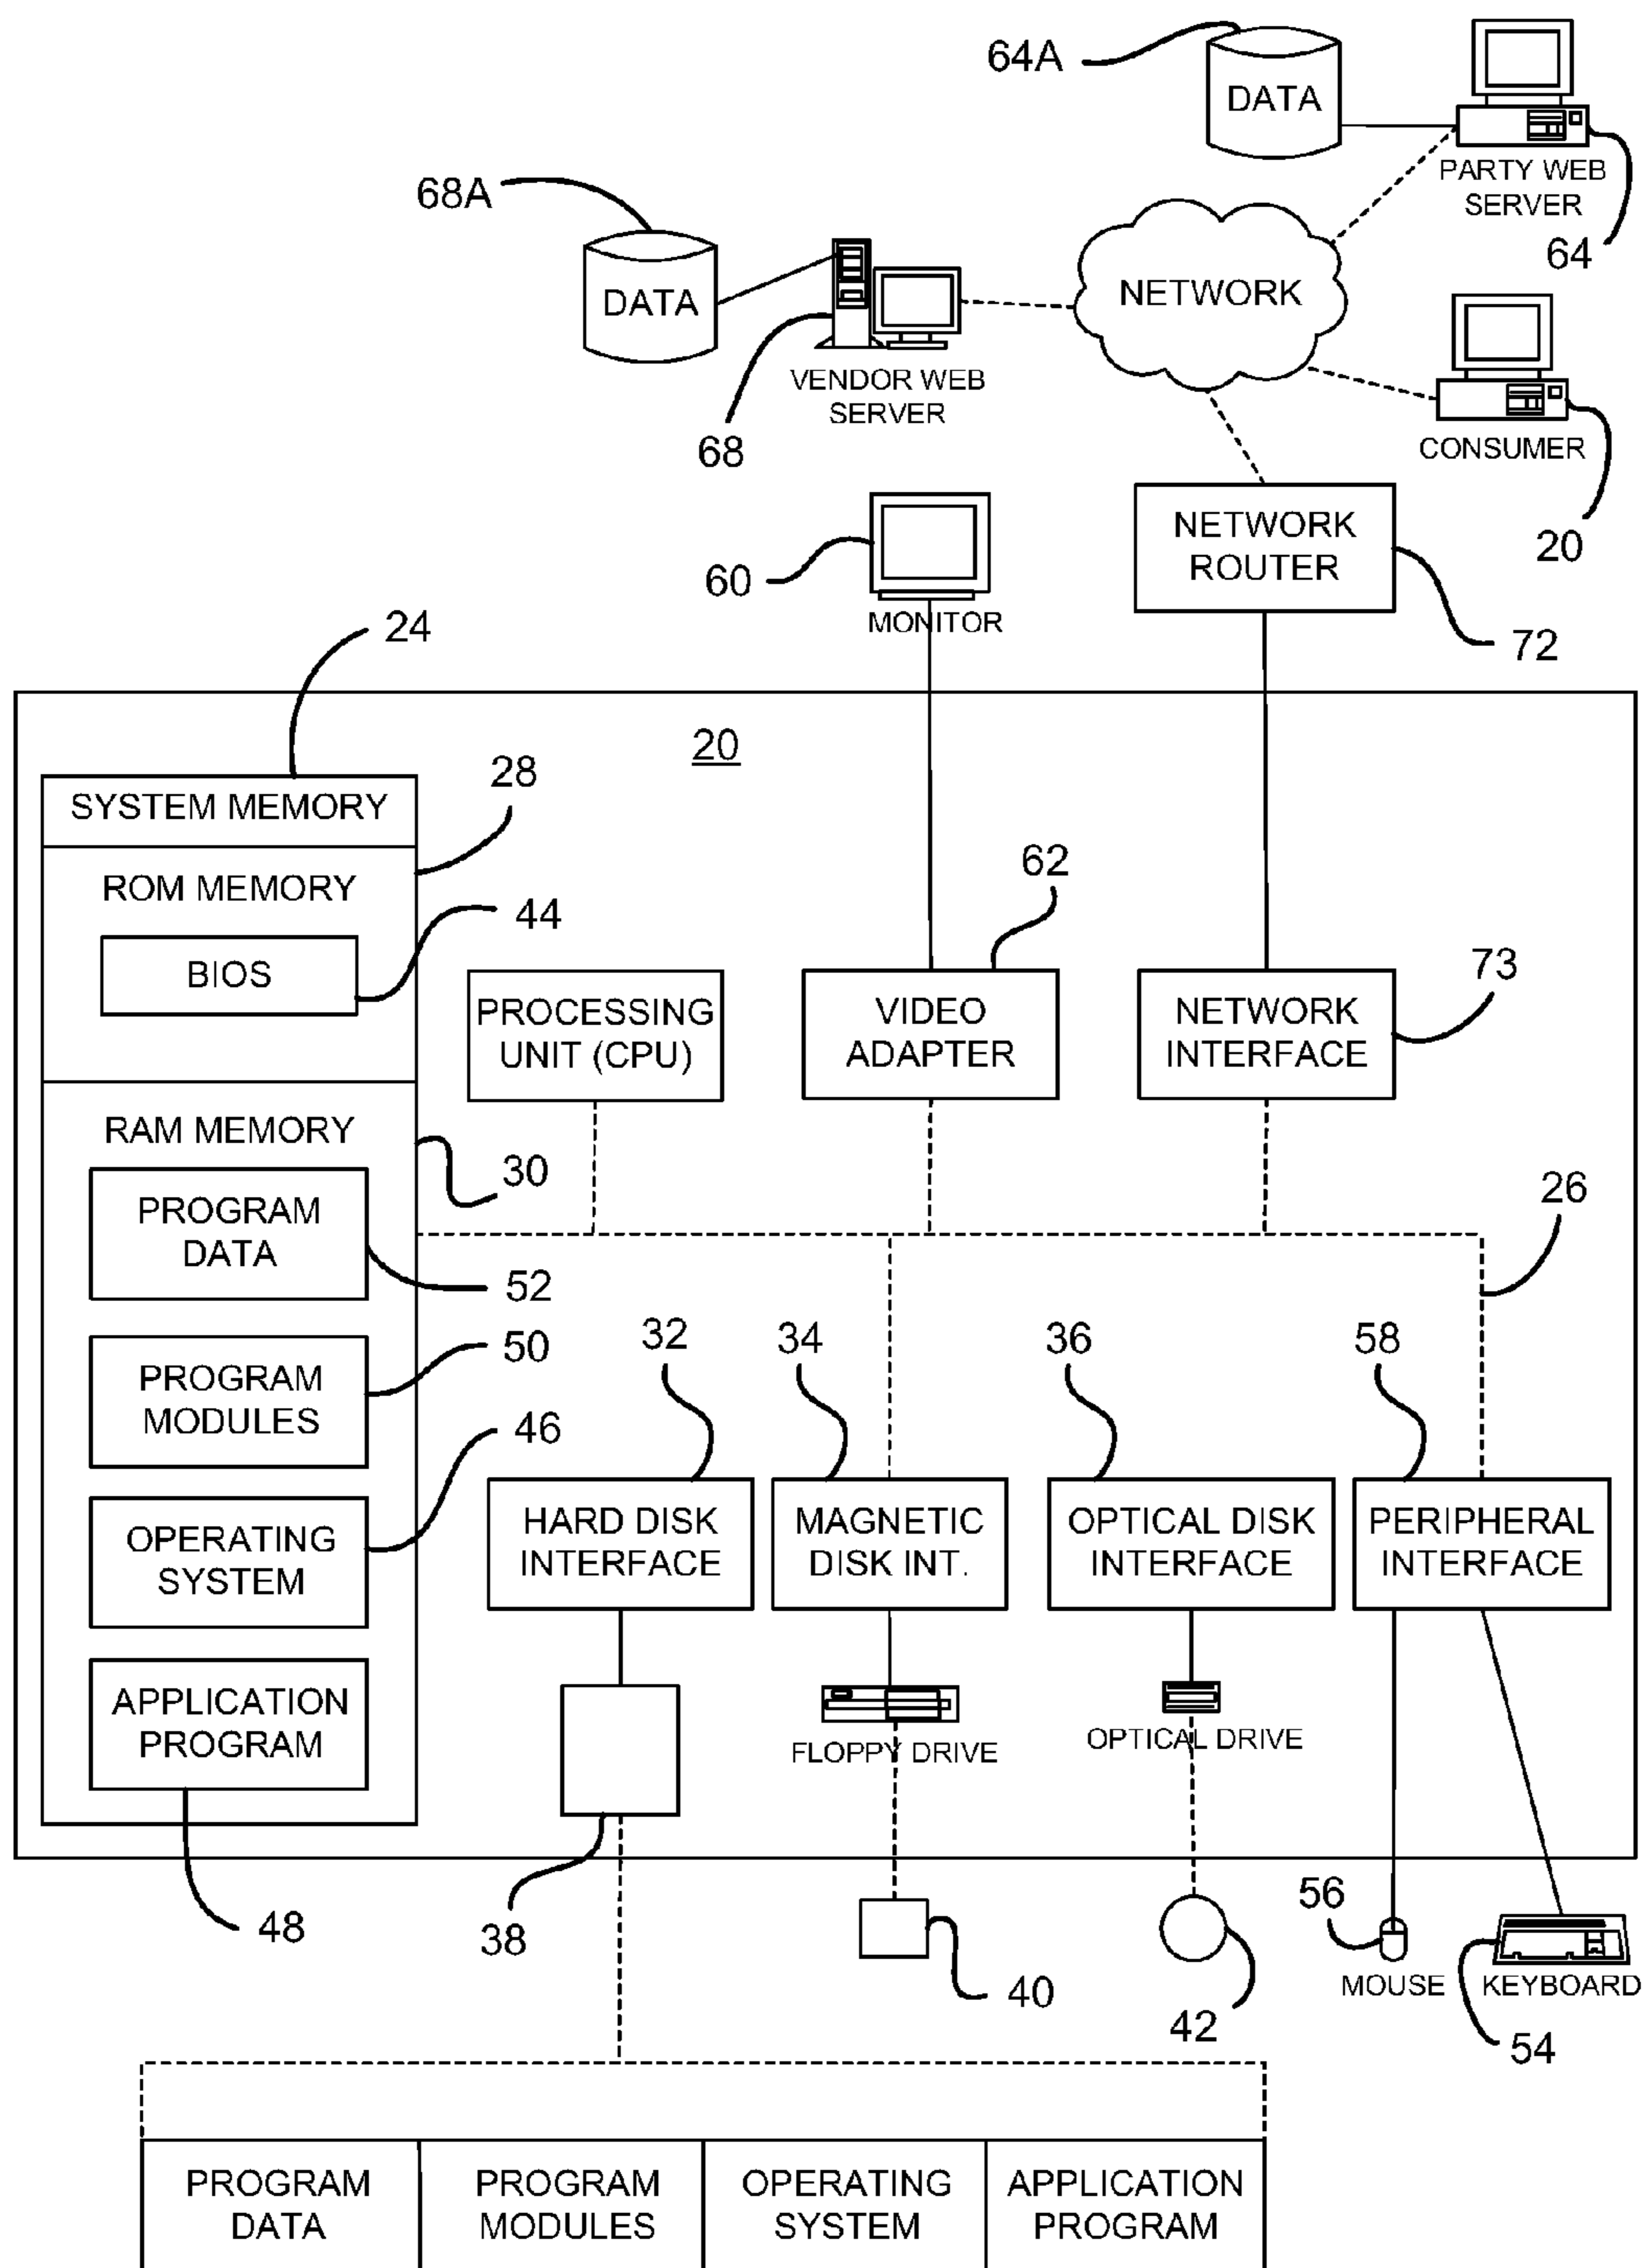 64A
DATA
PARTY WEB
SERVER
64
68A
DATA
NETWORK
VENDOR WEB
SERVER
68
CONSUMER
20
60
MONITOR
NETWORK
ROUTER
72
24
20
SYSTEM MEMORY
28
ROM MEMORY
44
BIOS
62
73
PROCESSING
UNIT (CPU)
VIDEO
ADAPTER
NETWORK
INTERFACE
RAM MEMORY
30
PROGRAM
DATA
52
26
PROGRAM
MODULES
50
32
34
36
58
46
OPERATING
SYSTEM
HARD DISK
INTERFACE
MAGNETIC
DISK INT.
OPTICAL DISK
INTERFACE
PERIPHERAL
INTERFACE
APPLICATION
PROGRAM
FLOPPY DRIVE
OPTICAL DRIVE
48
38
40
42
56
MOUSE
KEYBOARD
54
PROGRAM
DATA
PROGRAM
MODULES
OPERATING
SYSTEM
APPLICATION
PROGRAM